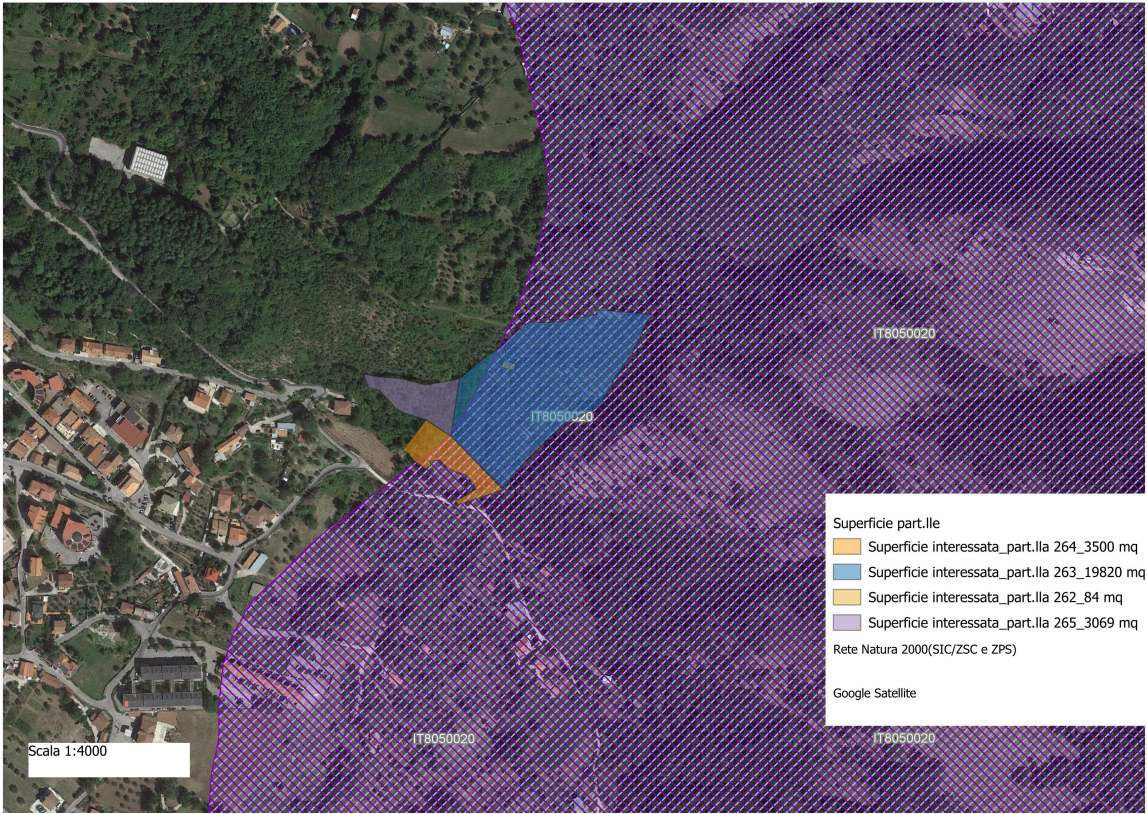 IT8050020
IT8050020
Superficie part.lle
Superficie interessata_part.lla 264_3500 mq
Superficie interessata_part.lla 263_19820 mq
Superficie interessata_part.lla 262_84 mq
Superficie interessata_part.lla 265_3069 mq
Rete Natura 2000(SIC/ZSC e ZPS)
Google Satellite
IT8050020
IT8050020
Scala 1:4000